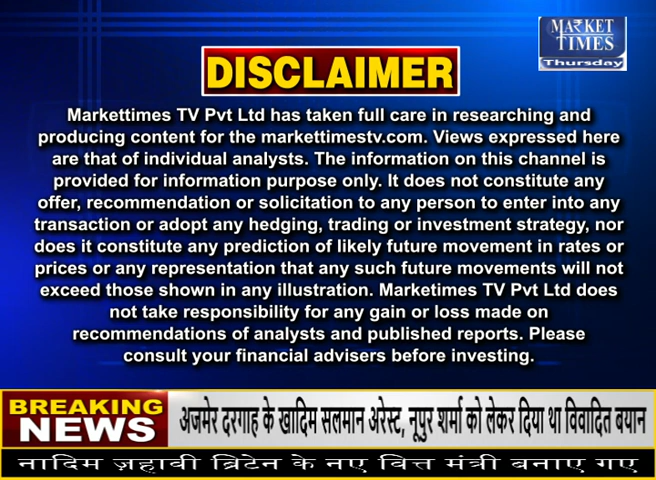 MARKET
TIMES
Thursday
DISCLAIMER
Markettimes TV Pvt Ltd has taken full care in researching and
producing content for the markettimestv.com. Views expressed here
are that of individual analysts. The information on this channel is
provided for information purpose only. It does not constitute any
offer, recommendation or solicitation to any person to enter into any
transaction or adopt any hedging, trading or investment strategy, nor
does it constitute any prediction of likely future movement in rates or
prices or any representation that any such future movements will not
exceed those shown in any illustration. Marketimes TV Pvt Ltd does
not take responsibility for any gain or loss made on
recommendations of analysts and published reports. Please
consult your financial advisers before investing.
BREAKING
NEWS
अजमेर दरगाह के खादिम सलमान अरेस्ट, नूपुर शर्मा को लेकर दिया था विवादित बयान
नादिम ज़हावी ब्रिटेन के नए वित्त मंत्री बनाए गए